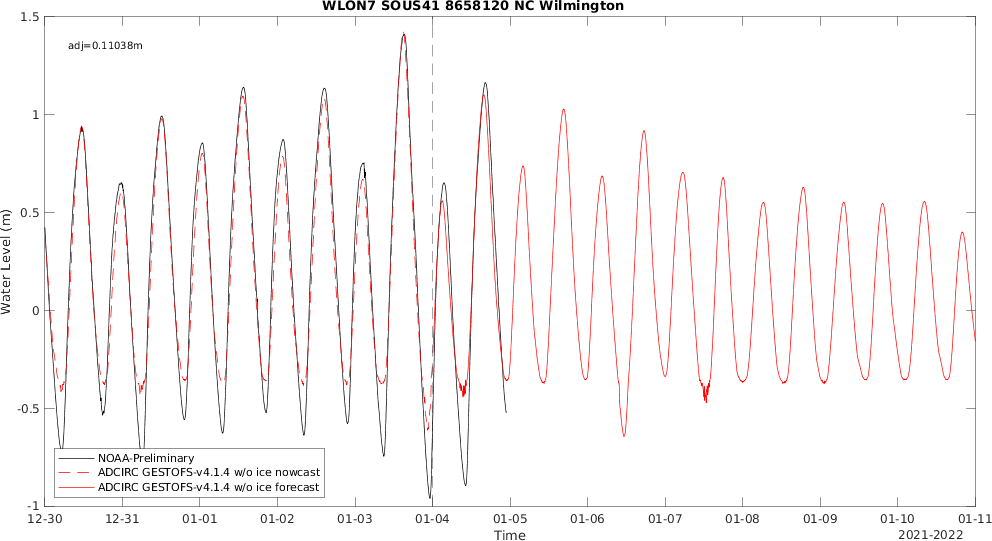 WLON7 SOUS41 8658120 NC Wilmington
adj=0.11038m
1.5
1
0.5
0
-0.5
-1
Water Level (m)
NOAA-Preliminary
ADCIRC GESTOFS-v4.1.4 w/o ice nowcast
ADCIRC GESTOFS-v4.1.4 w/o ice forecast
12-30 12-31 01-01 01-02 01-03 01-04 01-05 01-06 01-07 01-08 01-09 01-10 01-11
Time
2021-2022